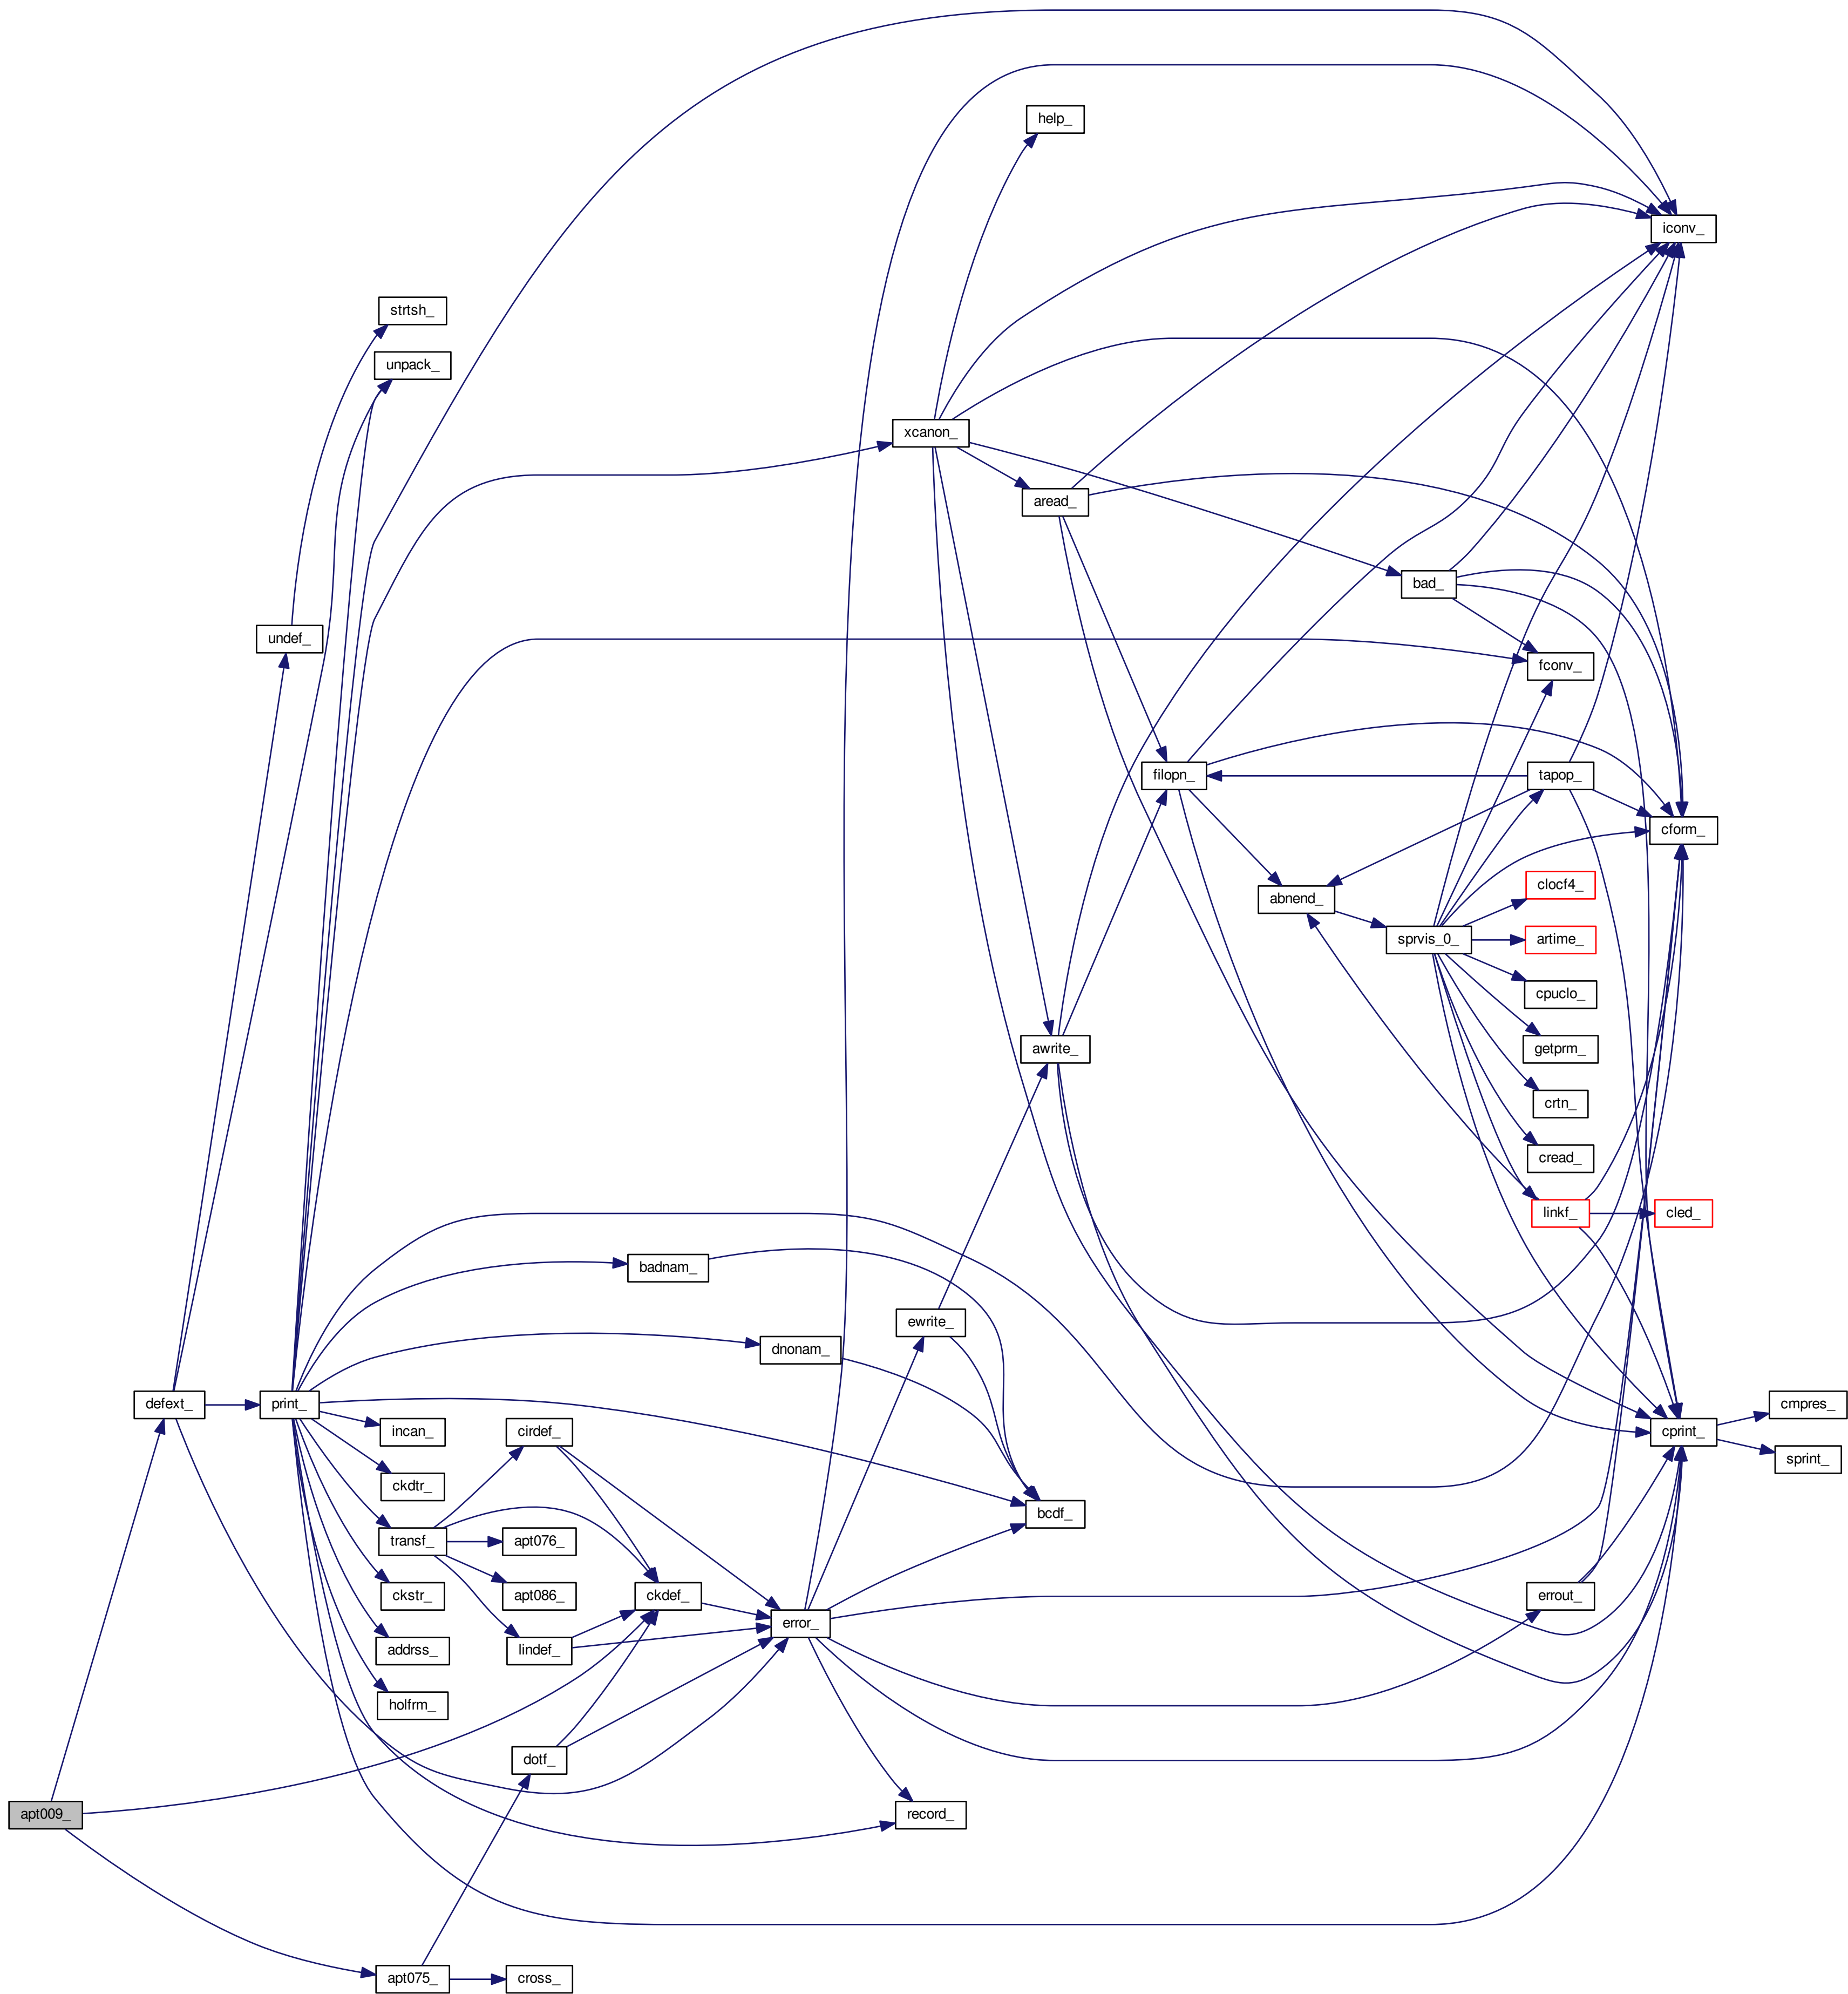 help_
iconv_
strtsh_
unpack_
xcanon_
aread_
bad_
undef_
fconv_
filopn_
tapop_
cform_
clocf4_
abnend_
sprvis_0_
artime_
cpuclo_
getprm_
awrite_
crtn_
cread_
linkf_
cled_
badnam_
ewrite_
dnonam_
defext_
print_
cmpres_
incan_
cirdef_
cprint_
sprint_
ckdtr_
bcdf_
transf_
apt076_
ckstr_
apt086_
ckdef_
errout_
error_
addrss_
lindef_
holfrm_
dotf_
apt009_
record_
apt075_
cross_